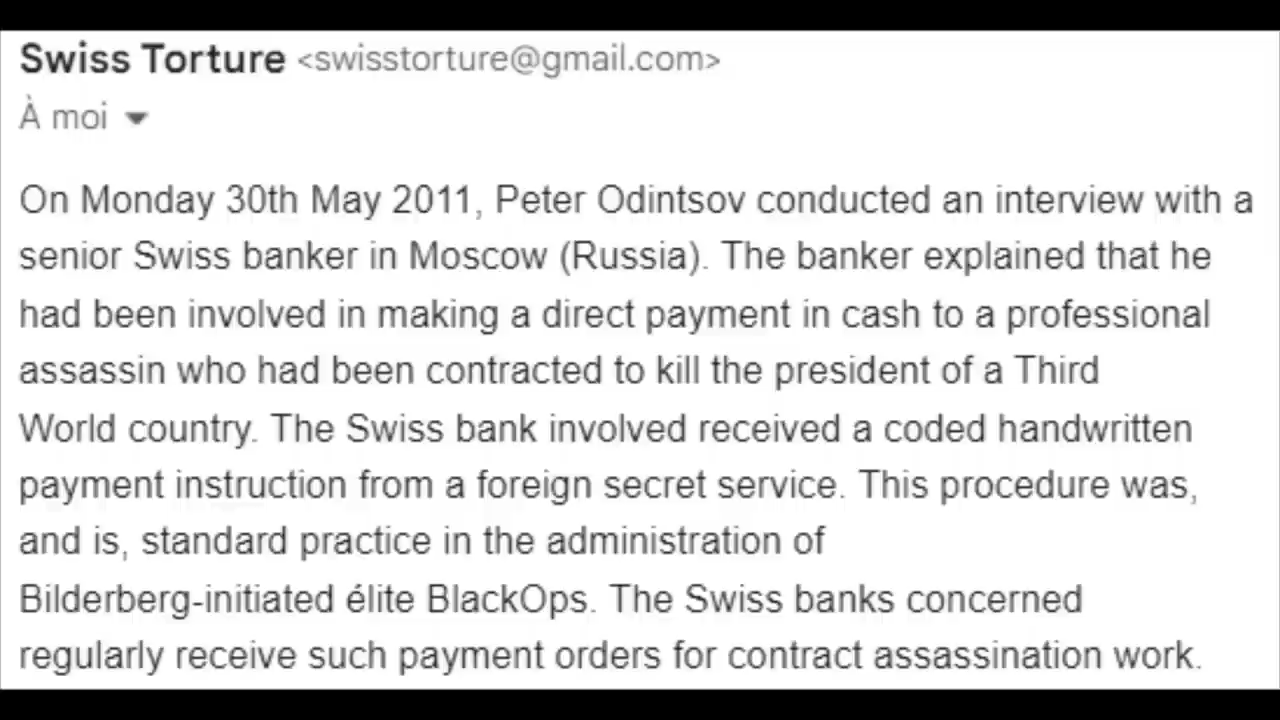 Swiss Torture <swisstorture@gmail.com>
À moi
On Monday 30th May 2011, Peter Odintsov conducted an interview with a
senior Swiss banker in Moscow (Russia). The banker explained that he
had been involved in making a direct payment in cash to a professional
assassin who had been contracted to kill the president of a Third
World country. The Swiss bank involved received a coded handwritten
payment instruction from a foreign secret service. This procedure was,
and is, standard practice in the administration of
Bilderberg-initiated élite BlackOps. The Swiss banks concerned
regularly receive such payment orders for contract assassination work.